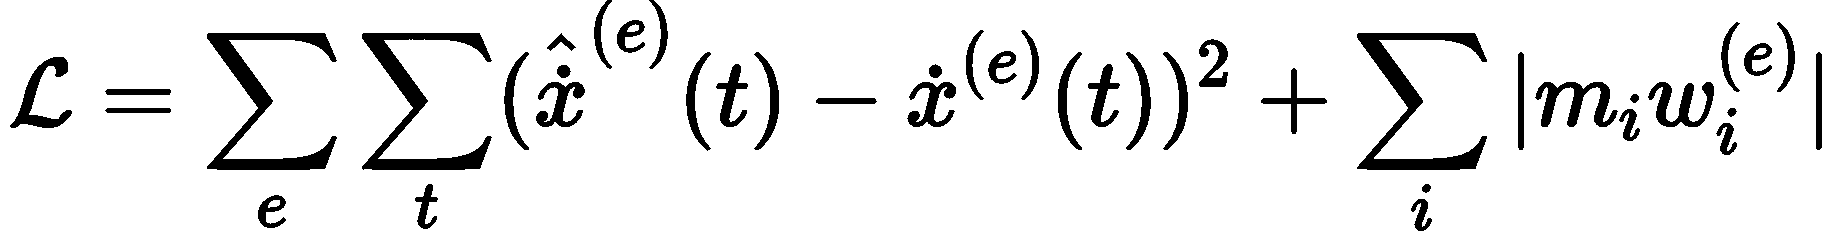 \mathcal{L} = \sum_{e} \sum_{t} (\hat{\dot{x}}^{(e)}(t) - \dot{x}^{(e)}(t))^2 + \sum_{i} |m_i w_i^{(e)}|